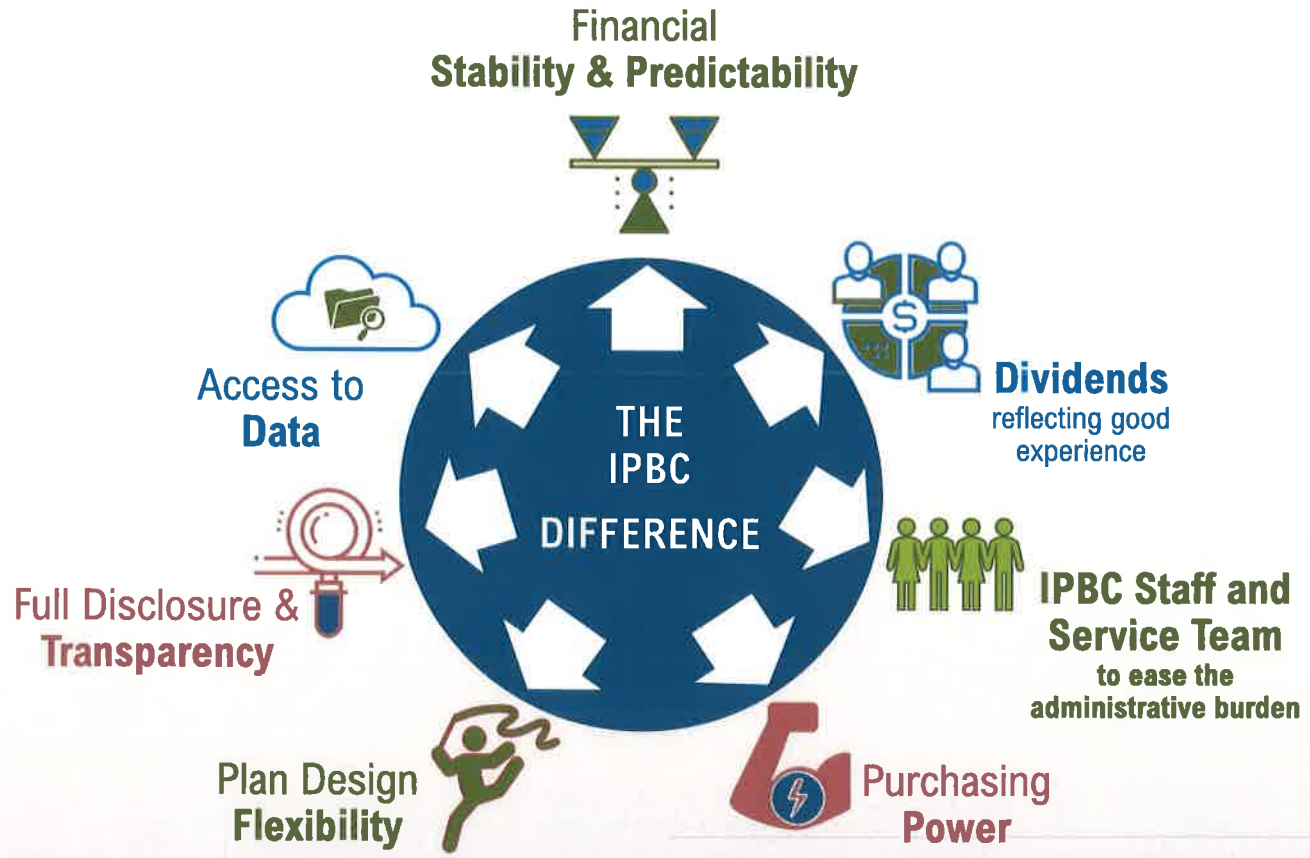 Financial
Stability & Predictability
Dividends
reflecting good
experience
IPBC Staff and
Service Team
to ease the
administrative burden
Purchasing
Power
Plan Design
Flexibility
Full Disclosure &
Transparency
Access to
Data
THE
IPBC
DIFFERENCE
$